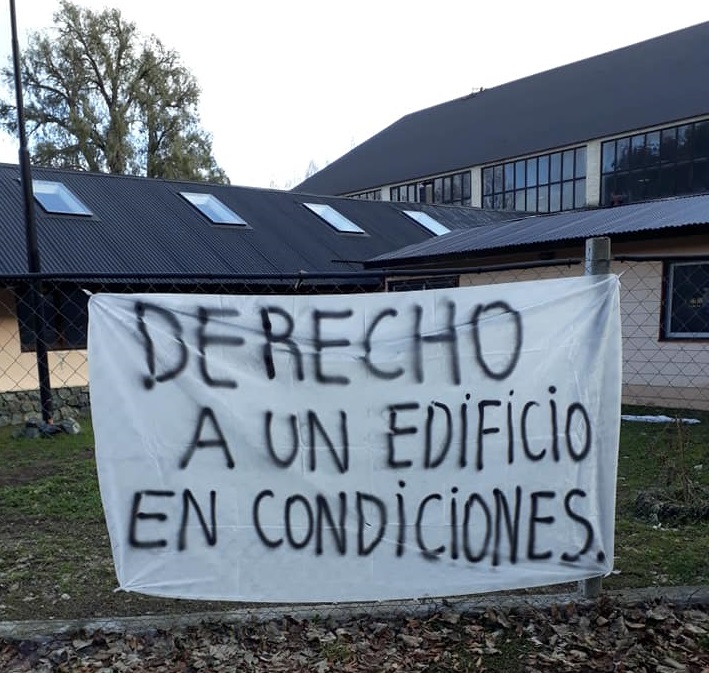 DERECHO
A UN EDIFICIO
EN CONDICIONES.